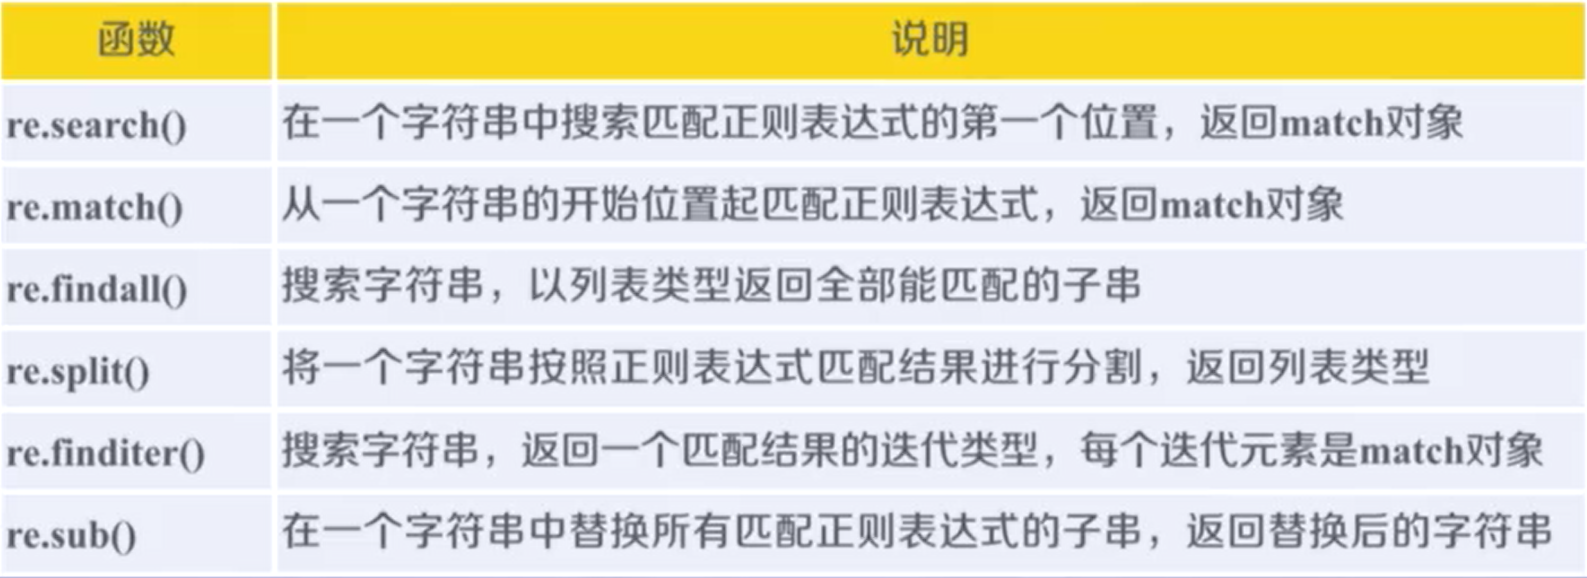 函数 说明
re.search() 在一个字符串中搜索匹配正则表达式的第一个位置，返回match对象
re.match() 从一个字符串的开始位置起匹配正则表达式，返回match对象
re.findall() 搜索字符串，以列表类型返回全部能匹配的子串
re.split() 将一个字符串按照正则表达式匹配结果进行分割，返回列表类型
re.finditer() 搜索字符串，返回一个匹配结果的迭代类型，每个迭代元素是match对象
re.sub() 在一个字符串中替换所有匹配正则表达式的子串，返回替换后的字符串